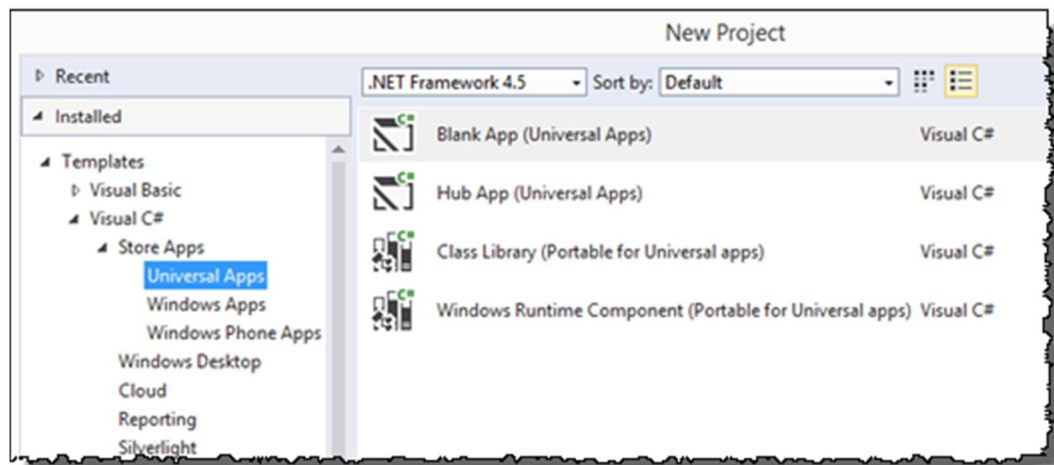 New Project
Recent
Installed
Templates
Visual Basic
Visual C#
Store Apps
Universal Apps
Windows Apps
Windows Phone Apps
Windows Desktop
Cloud
Reporting
Silverlight
.NET Framework 4.5 Sort by: Default
C# Blank App (Universal Apps) Visual C#
C# Hub App (Universal Apps) Visual C#
C# Class Library (Portable for Universal apps) Visual C#
C# Windows Runtime Component (Portable for Universal apps) Visual C#